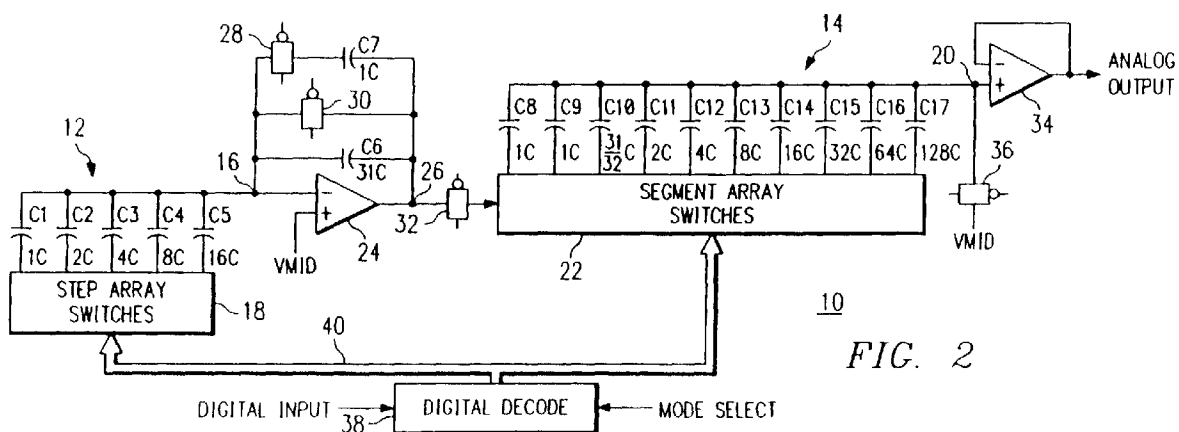 28
C7
1C
30
C6
31C
12
16
26
24
32
VMID
C1 C2 C3 C4 C5
1C 2C 4C 8C 16C
STEP ARRAY
SWITCHES
18
14
20
C8 C9 C10 C11 C12 C13 C14 C15 C16 C17
1C 1C 31/32 C 2C 4C 8C 16C 32C 64C 128C
SEGMENT ARRAY
SWITCHES
22
ANALOG
OUTPUT
34
36
VMID
10
40
FIG. 2
DIGITAL INPUT
DIGITAL DECODE
MODE SELECT
38